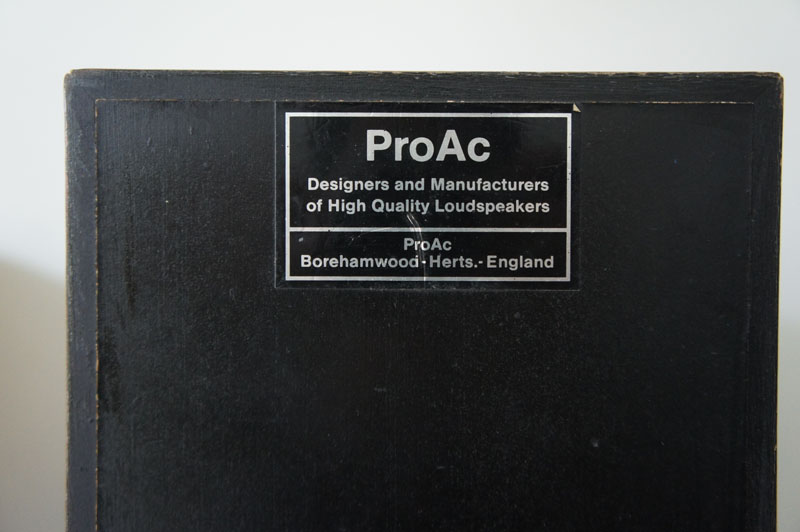 ProAc
Designers and Manufacturers
of High Quality Loudspeakers
ProAc
Borehamwood-Herts.-England